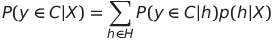 P(y ∈ C|X) = ∑_{h∈H} P(y ∈ C|h)p(h|X)